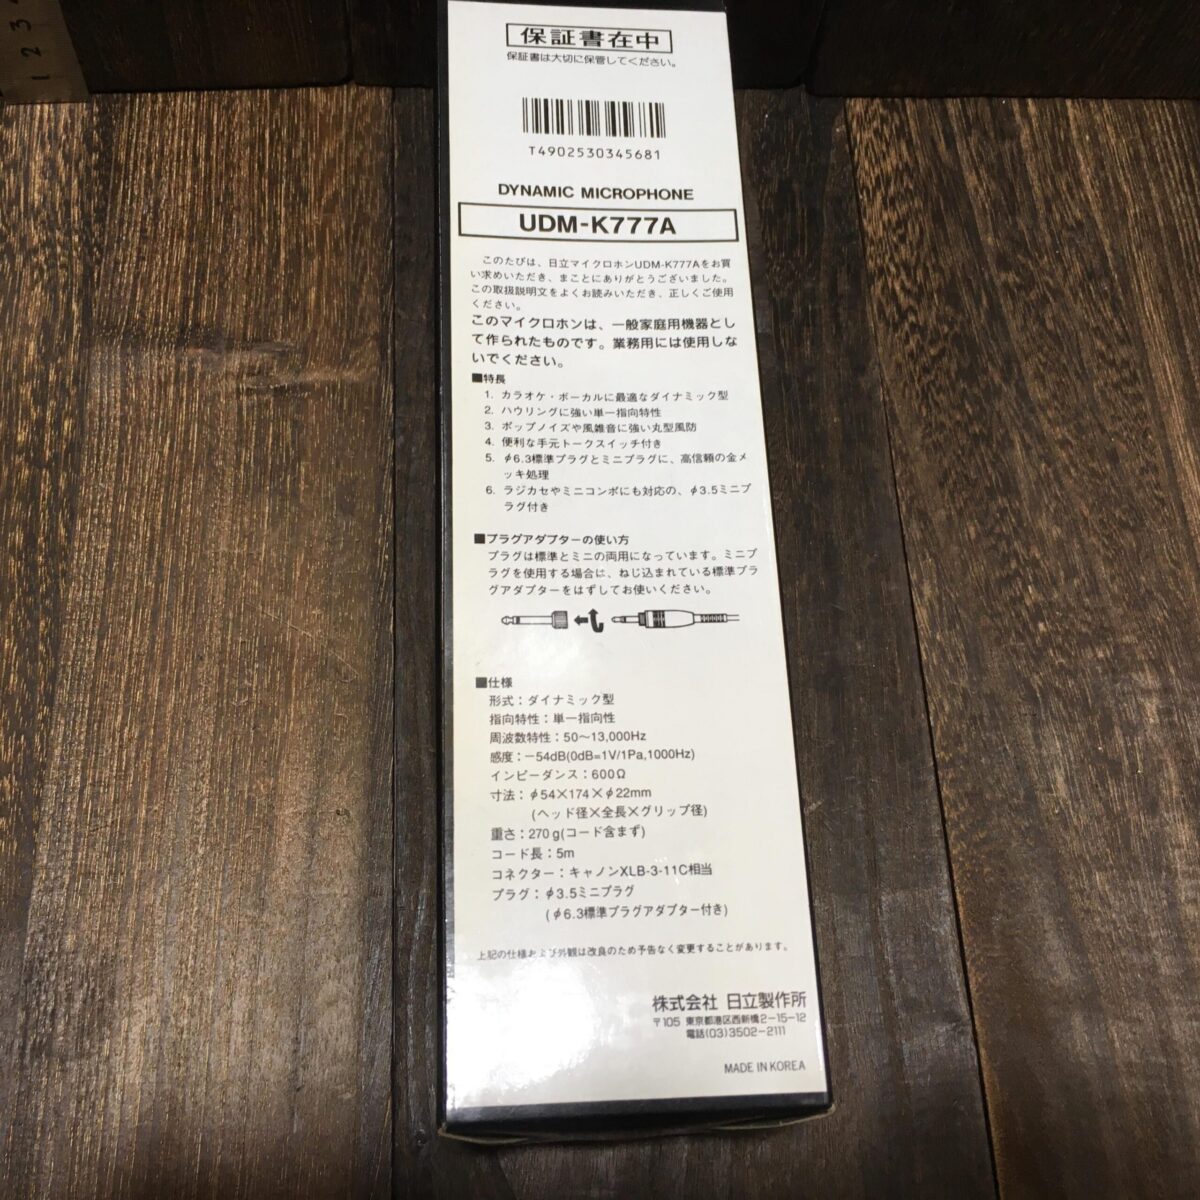 1 2 3
保証書在中
保証書は大切に保管してください。
T4902530345681
DYNAMIC MICROPHONE
UDM-K777A
このたびは、日立マイクロホンUDM-K777Aをお買
い求めいただき、まことにありがとうございました。
この取扱説明文をよくお読みいただき、正しくご使用
ください。
このマイクロホンは、一般家庭用機器とし
て作られたものです。業務用には使用しな
いでください。
■特長
1. カラオケ・ボーカルに最適なダイナミック型
2. ハウリングに強い単一指向特性
3. ポップノイズや風雑音に強い丸型風防
4. 便利な手元トークスイッチ付き
5. φ6.3標準プラグとミニプラグに、高信頼の金メ
ッキ処理
6. ラジカセやミニコンポにも対応の、φ3.5ミニプ
ラグ付き
■プラグアダプターの使い方
プラグは標準とミニの両用になっています。ミニプ
ラグを使用する場合は、ねじ込まれている標準プラ
グアダプターをはずしてお使いください。
■仕様
形式：ダイナミック型
指向特性：単一指向性
周波数特性：50〜13,000Hz
感度：−54dB(0dB=1V/1Pa,1000Hz)
インピーダンス：600Ω
寸法：φ54×174×φ22mm
(ヘッド径×全長×グリップ径)
重さ：270g(コード含まず)
コード長：5m
コネクター：キャノンXLB-3-11C相当
プラグ：φ3.5ミニプラグ
(φ6.3標準プラグアダプター付き)
上記の仕様および外観は改良のため予告なく変更することがあります。
株式会社 日立製作所
〒105 東京都港区西新橋2-15-12
電話(03)3502-2111
MADE IN KOREA